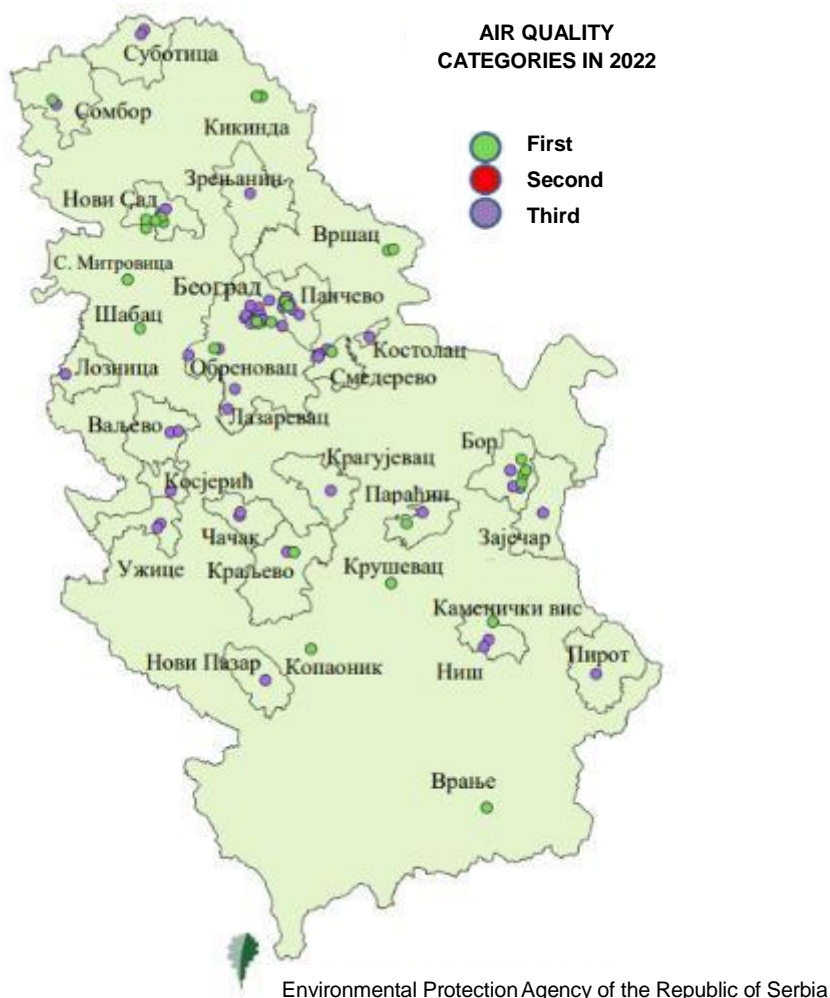 AIR QUALITY
CATEGORIES IN 2022
First
Second
Third
Суботица
Сомбор
Кикинда
Зрењанин
Нови Сад
Вршац
С. Митровица
Београд
Панчево
Шабац
Костолац
Лозница
Обреновац
Смедерево
Лазаревац
Ваљево
Бор
Крагујевац
Косјерић
Параћин
Чачак
Зајечар
Ужице
Краљево
Крушевац
Каменички вис
Нови Пазар
Копаоник
Ниш
Пирот
Врање
Environmental Protection Agency of the Republic of Serbia